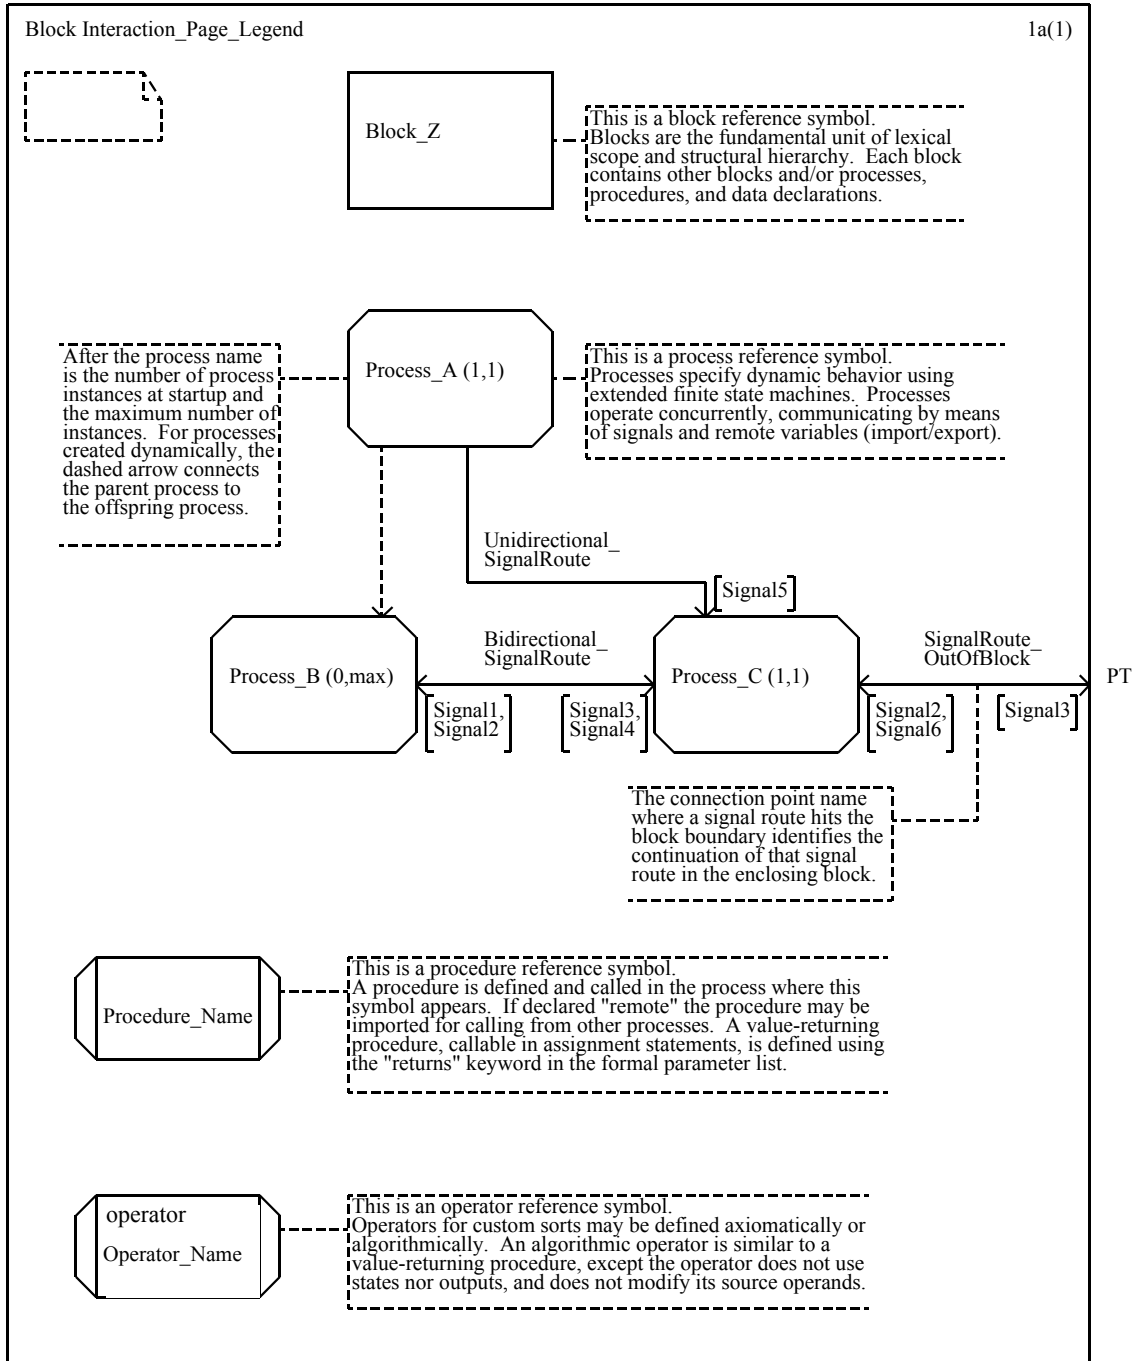 Block Interaction_Page_Legend
1a(1)
Block_Z
This is a block reference symbol.
Blocks are the fundamental unit of lexical
scope and structural hierarchy.  Each block
contains other blocks and/or processes,
procedures, and data declarations.
After the process name
is the number of process
instances at startup and
the maximum number of
instances.  For processes
created dynamically, the
dashed arrow connects
the parent process to
the offspring process.
Process_A (1,1)
This is a process reference symbol.
Processes specify dynamic behavior using
extended finite state machines.  Processes
operate concurrently, communicating by means
of signals and remote variables (import/export).
Unidirectional_
SignalRoute
Signal5
Process_B (0,max)
Bidirectional_
SignalRoute
Process_C (1,1)
SignalRoute_
OutOfBlock
PT
Signal1,
Signal2
Signal3,
Signal4
Signal2,
Signal6
Signal3
The connection point name
where a signal route hits the
block boundary identifies the
continuation of that signal
route in the enclosing block.
Procedure_Name
This is a procedure reference symbol.
A procedure is defined and called in the process where this
symbol appears.  If declared "remote" the procedure may be
imported for calling from other processes.  A value-returning
procedure, callable in assignment statements, is defined using
the "returns" keyword in the formal parameter list.
operator
Operator_Name
This is an operator reference symbol.
Operators for custom sorts may be defined axiomatically or
algorithmically.  An algorithmic operator is similar to a
value-returning procedure, except the operator does not use
states nor outputs, and does not modify its source operands.